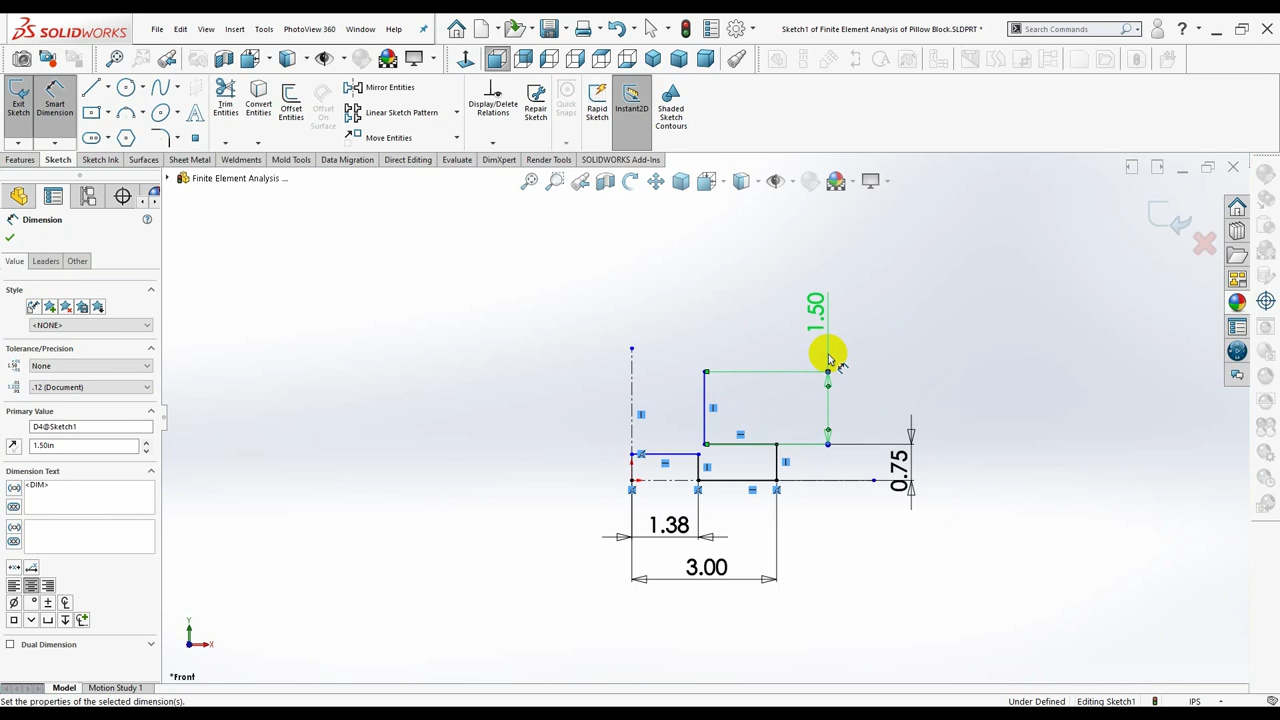 SOLIDWORKS
File
Edit
View
Insert
Tools
PhotoView 360
Window
Help
Sketch1 of Finite Element Analysis of Pillow Block.SLDPRT *
Search Commands
Exit Sketch
Smart Dimension
Trim Entities
Convert Entities
Offset Entities
Offset On Surface
Mirror Entities
Linear Sketch Pattern
Move Entities
Display/Delete Relations
Repair Sketch
Quick Snaps
Rapid Sketch
Instant2D
Shaded Sketch Contours
Features
Sketch
Sketch Ink
Surfaces
Sheet Metal
Weldments
Mold Tools
Data Migration
Direct Editing
Evaluate
DimXpert
Render Tools
SOLIDWORKS Add-Ins
Finite Element Analysis ...
Dimension
Value
Leaders
Other
Style
<NONE>
Tolerance/Precision
None
.12 (Document)
Primary Value
D4@Sketch1
1.50in
Dimension Text
<DIM>
Dual Dimension
1.50
0.75
1.38
3.00
Y
X
*Front
Model
Motion Study 1
Set the properties of the selected dimension(s).
Under Defined
Editing Sketch1
IPS